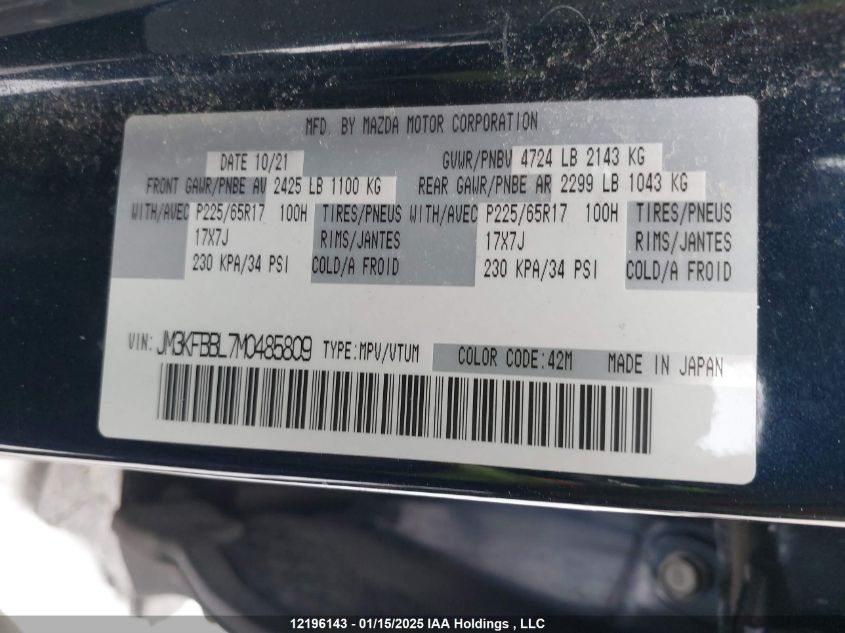 MFD. BY MAZDA MOTOR CORPORATION
DATE 10/21 GVWR/PNBV 4724 LB 2143 KG
FRONT GAWR/PNBE AV 2425 LB 1100 KG REAR GAWR/PNBE AR 2299 LB 1043 KG
WITH/AVEC P225/65R17 100H TIRES/PNEUS WITH/AVEC P225/65R17 100H TIRES/PNEUS
17X7J RIMS/JANTES 17X7J RIMS/JANTES
230 KPA/34 PSI COLD/A FROID 230 KPA/34 PSI COLD/A FROID
VIN: JM3KFBBL7M0485809 TYPE:MPV/VTUM COLOR CODE:42M MADE IN JAPAN
12196143 - 01/15/2025 IAA Holdings , LLC